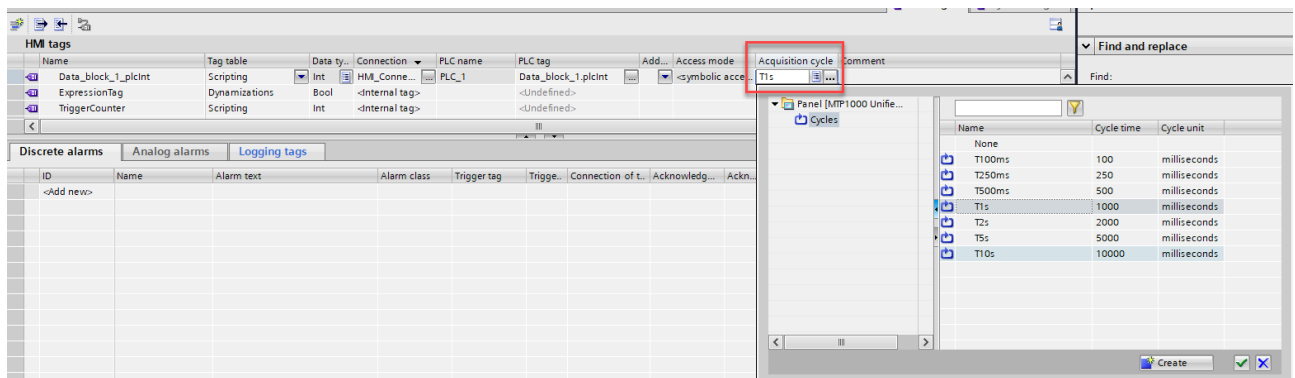 HMI tags
Name Tag table Data ty.. Connection PLC name PLC tag Add... Access mode Acquisition cycle Comment
Data_block_1_plcInt Scripting Int HMI_Conne... PLC_1 Data_block_1.plcInt <symbolic acce... T1s
ExpressionTag Dynamizations Bool <Internal tag> <Undefined>
TriggerCounter Scripting Int <Internal tag> <Undefined>
Find and replace
Find:
Discrete alarms Analog alarms Logging tags
ID Name Alarm text Alarm class Trigger tag Trigge.. Connection of t.. Acknowledg... Ackn...
<Add new>
Panel [MTP1000 Unifie...
Cycles
Name Cycle time Cycle unit
None
T100ms 100 milliseconds
T250ms 250 milliseconds
T500ms 500 milliseconds
T1s 1000 milliseconds
T2s 2000 milliseconds
T5s 5000 milliseconds
T10s 10000 milliseconds
Create